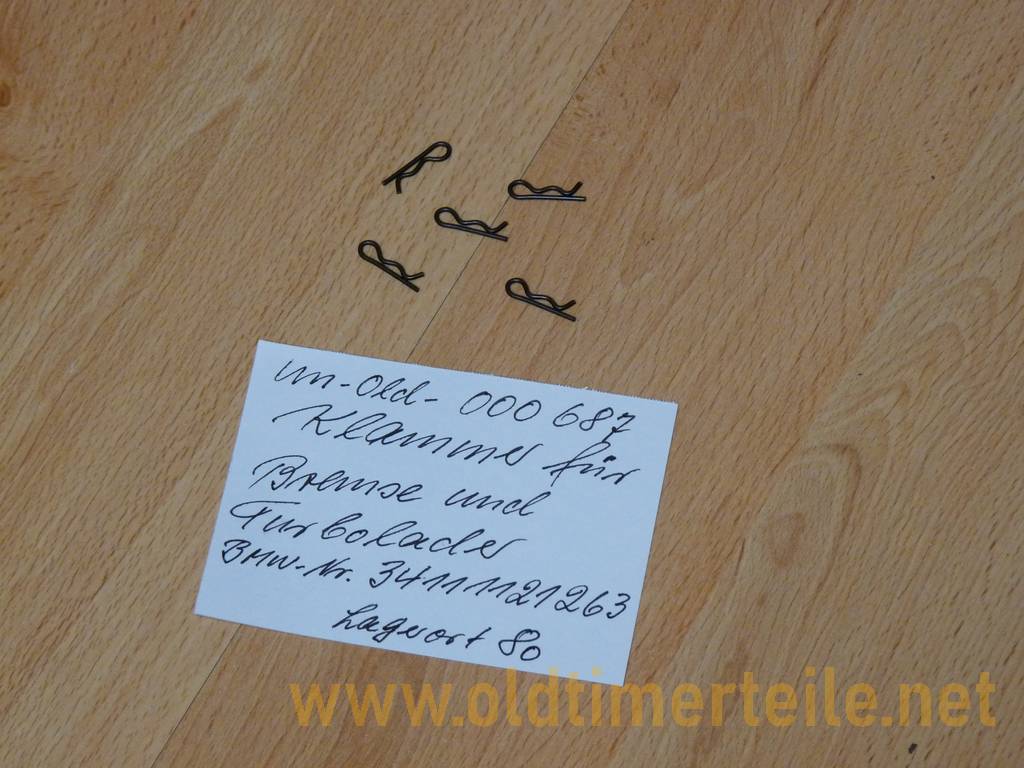 un-old- 000 687
Klammer für
Bremse und
Turbolader
BMW-Nr. 34111121263
Lagerort 80
www.oldtimerteile.net